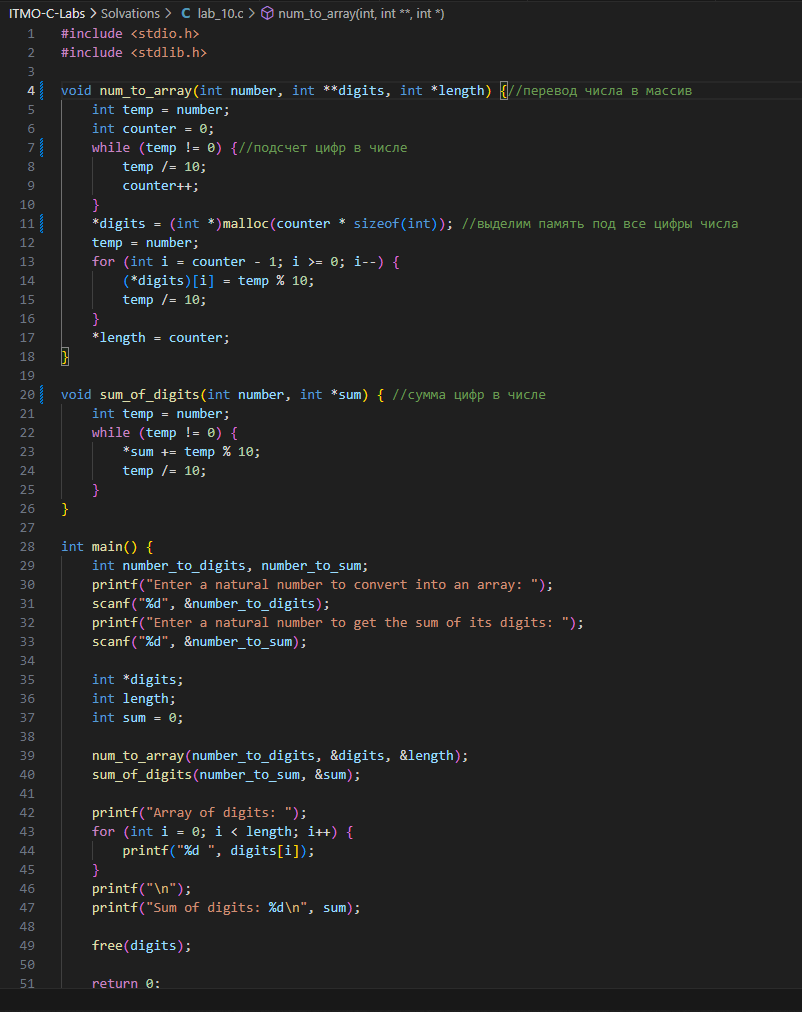 ITMO-C-Labs > Solvations > C lab_10.c > num_to_array(int, int **, int *)
1 #include <stdio.h>
2 #include <stdlib.h>
3
4 void num_to_array(int number, int **digits, int *length) {//перевод числа в массив
5     int temp = number;
6     int counter = 0;
7     while (temp != 0) {//подсчет цифр в числе
8         temp /= 10;
9         counter++;
10     }
11     *digits = (int *)malloc(counter * sizeof(int)); //выделим память под все цифры числа
12     temp = number;
13     for (int i = counter - 1; i >= 0; i--) {
14         (*digits)[i] = temp % 10;
15         temp /= 10;
16     }
17     *length = counter;
18 }
19
20 void sum_of_digits(int number, int *sum) { //сумма цифр в числе
21     int temp = number;
22     while (temp != 0) {
23         *sum += temp % 10;
24         temp /= 10;
25     }
26 }
27
28 int main() {
29     int number_to_digits, number_to_sum;
30     printf("Enter a natural number to convert into an array: ");
31     scanf("%d", &number_to_digits);
32     printf("Enter a natural number to get the sum of its digits: ");
33     scanf("%d", &number_to_sum);
34
35     int *digits;
36     int length;
37     int sum = 0;
38
39     num_to_array(number_to_digits, &digits, &length);
40     sum_of_digits(number_to_sum, &sum);
41
42     printf("Array of digits: ");
43     for (int i = 0; i < length; i++) {
44         printf("%d ", digits[i]);
45     }
46     printf("\n");
47     printf("Sum of digits: %d\n", sum);
48
49     free(digits);
50
51     return 0;